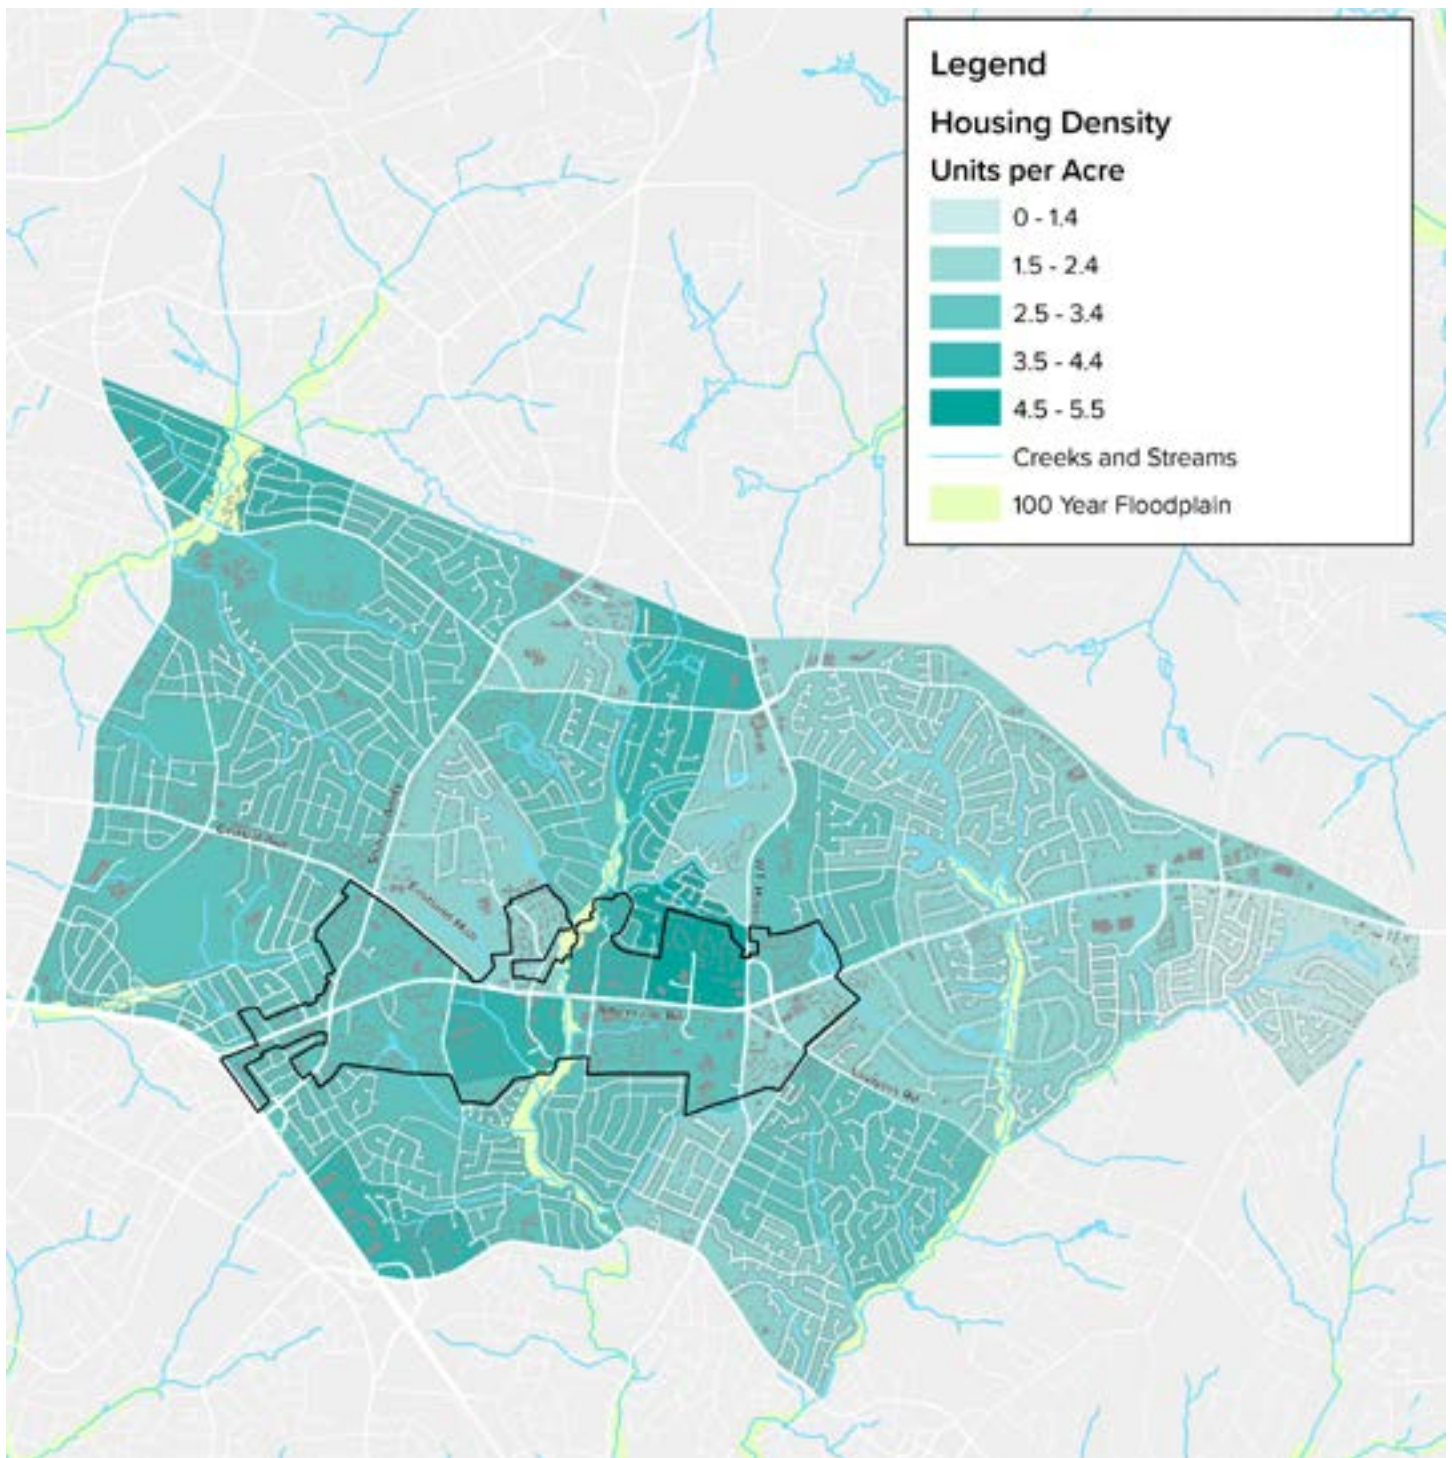 Legend
Housing Density
Units per Acre
0 - 1.4
1.5 - 2.4
2.5 - 3.4
3.5 - 4.4
4.5 - 5.5
Creeks and Streams
100 Year Floodplain